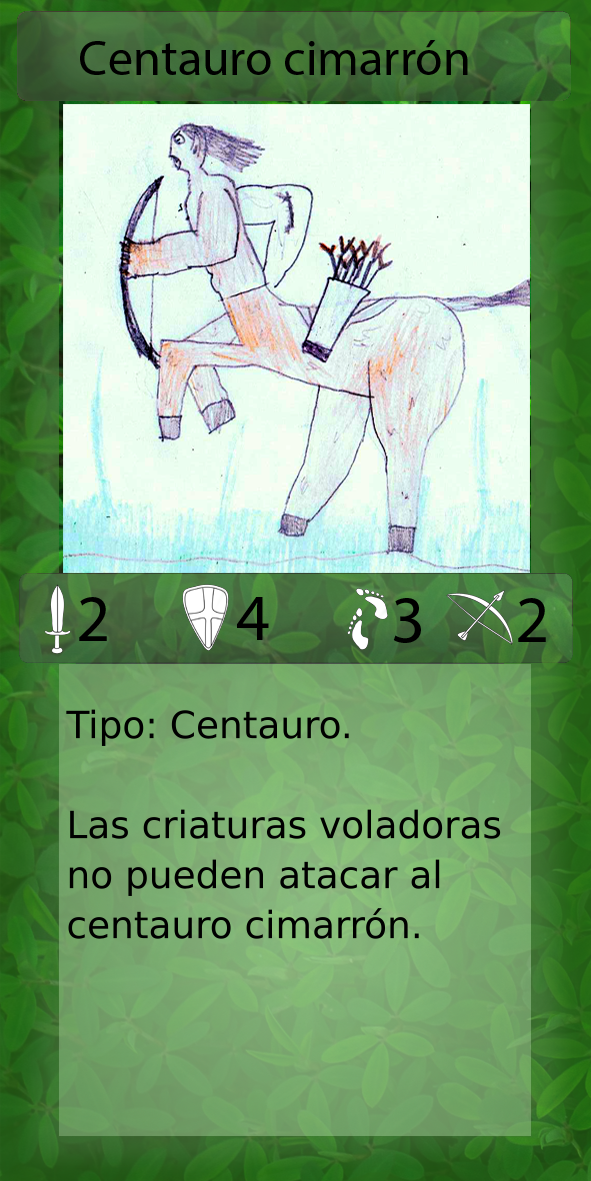 Centauro cimarrón
2 4 3 2
Tipo: Centauro.
Las criaturas voladoras
no pueden atacar al
centauro cimarrón.